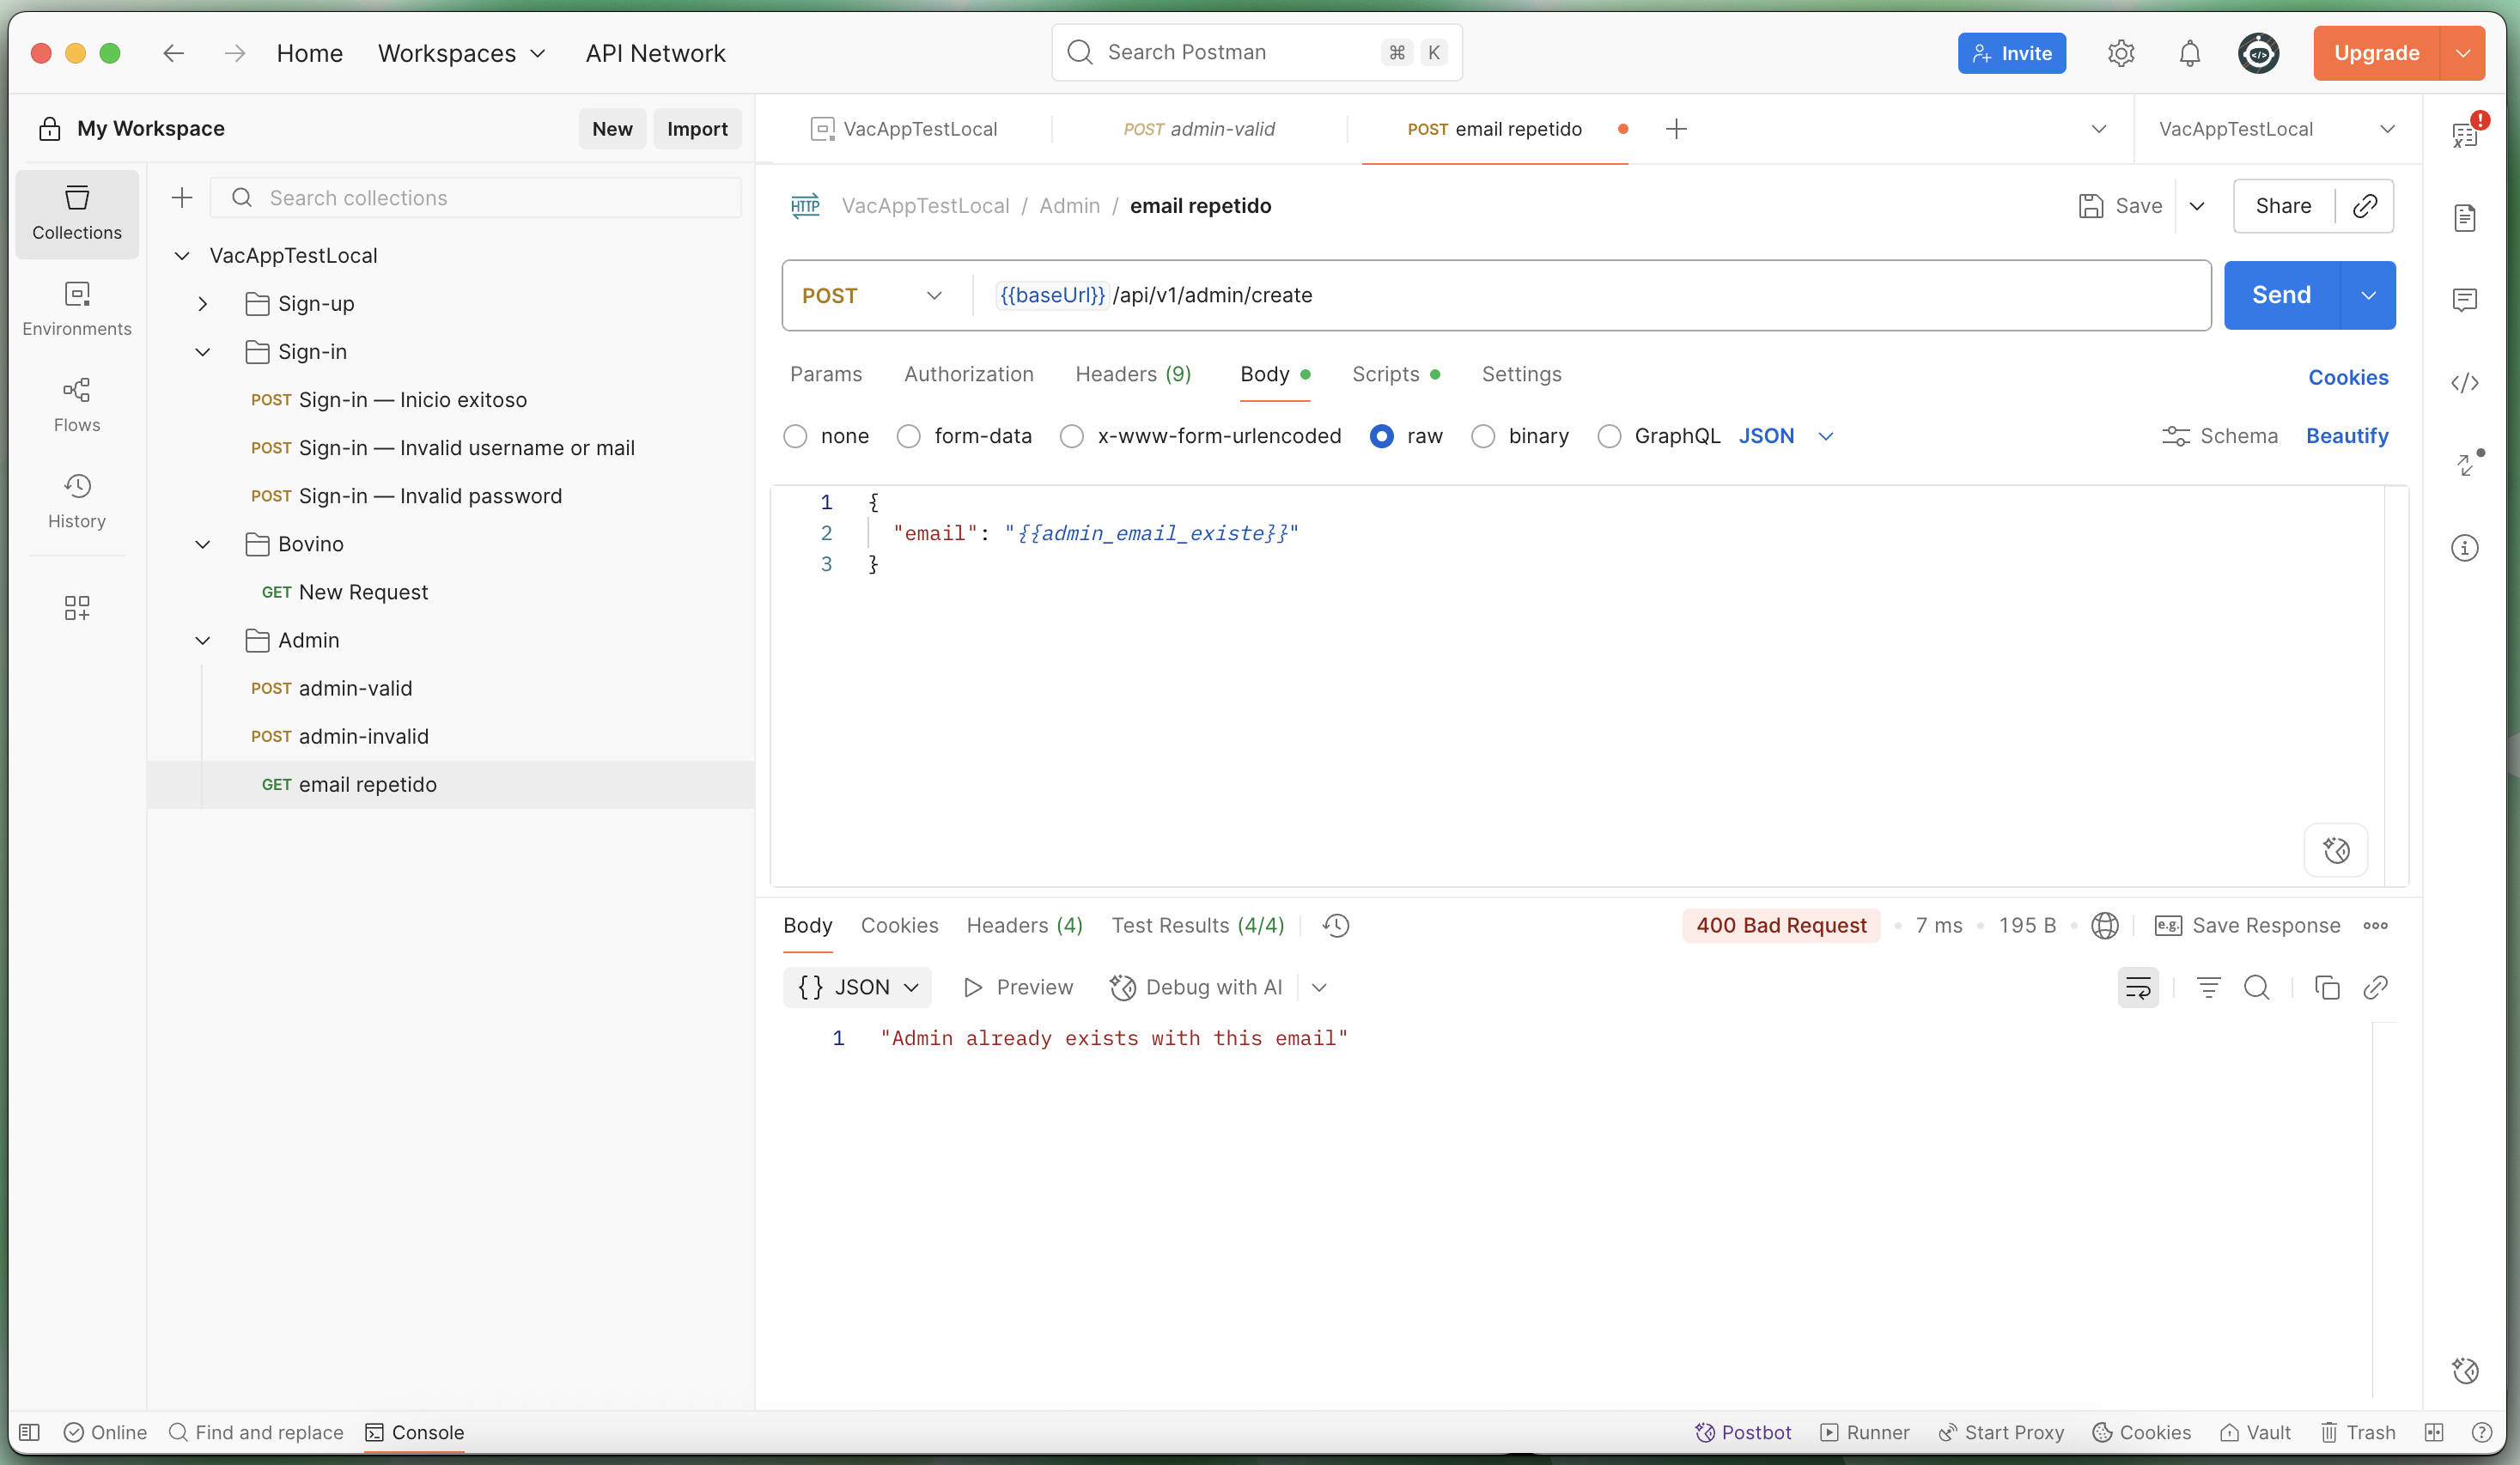 Home Workspaces API Network Search Postman ⌘ K Invite Upgrade
My Workspace New Import
VacAppTestLocal POST admin-valid POST email repetido VacAppTestLocal
Collections
Environments
Flows
History
Search collections
VacAppTestLocal
Sign-up
Sign-in
POST Sign-in — Inicio exitoso
POST Sign-in — Invalid username or mail
POST Sign-in — Invalid password
Bovino
GET New Request
Admin
POST admin-valid
POST admin-invalid
GET email repetido
HTTP VacAppTestLocal / Admin / email repetido Save Share
POST {{baseUrl}}/api/v1/admin/create Send
Params Authorization Headers (9) Body Scripts Settings Cookies
none form-data x-www-form-urlencoded raw binary GraphQL JSON Schema Beautify
1 {
2 "email": "{{admin_email_existe}}"
3 }
Body Cookies Headers (4) Test Results (4/4) 400 Bad Request 7 ms 195 B e.g. Save Response
{} JSON Preview Debug with AI
1 "Admin already exists with this email"
Online Find and replace Console Postbot Runner Start Proxy Cookies Vault Trash